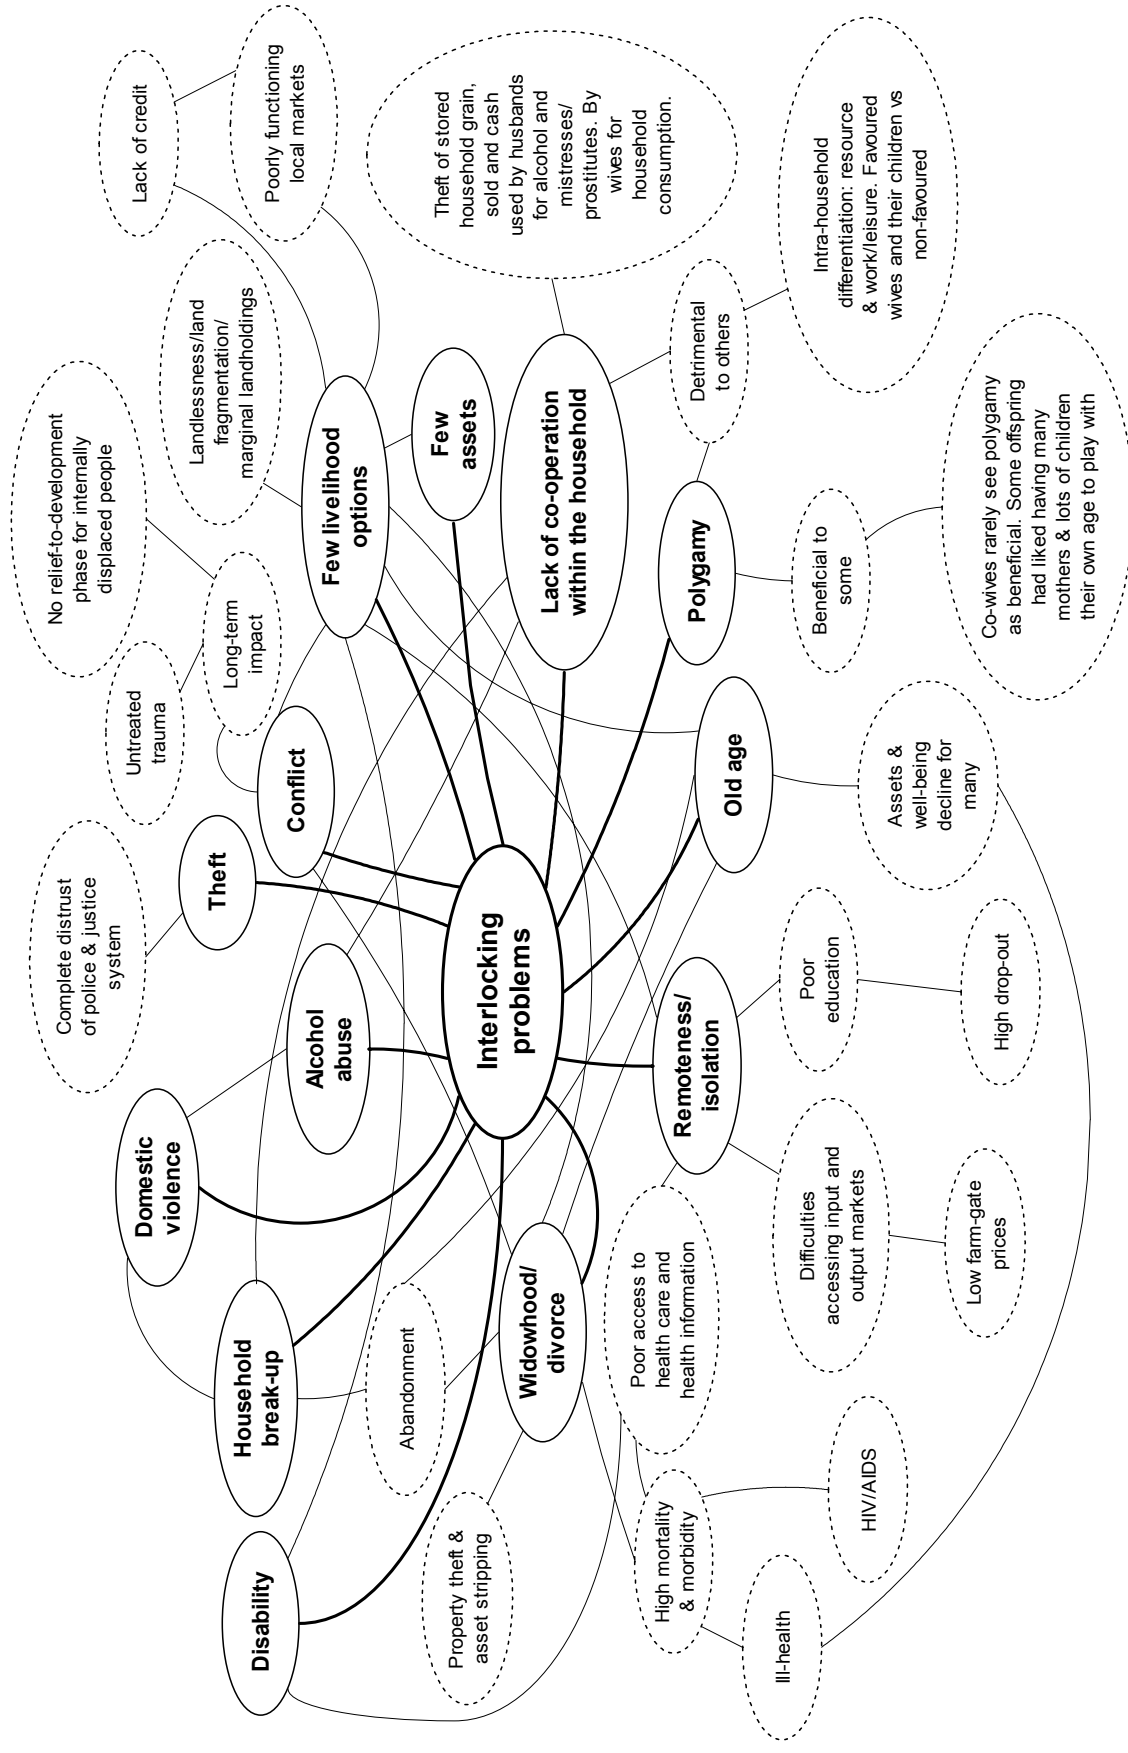 Lack of credit
Poorly functioning
local markets
Theft of stored
household grain,
sold and cash
used by husbands
for alcohol and
mistresses/
prostitutes. By
wives for
household
consumption.
Intra-household
differentiation: resource
& work/leisure. Favoured
wives and their children vs
non-favoured
No relief-to-development
phase for internally
displaced people
Landlessness/land
fragmentation/
marginal landholdings
Few livelihood
options
Few
assets
Lack of co-operation
within the household
Detrimental
to others
Untreated
trauma
Long-term
impact
Polygamy
Beneficial to
some
Co-wives rarely see polygamy
as beneficial. Some offspring
had liked having many
mothers & lots of children
their own age to play with
Complete distrust
of police & justice
system
Theft
Conflict
Old age
Assets &
well-being
decline for
many
Domestic
violence
Alcohol
abuse
Interlocking
problems
Remoteness/
isolation
Poor
education
High drop-out
Household
break-up
Abandonment
Widowhood/
divorce
Poor access to
health care and
health information
Difficulties
accessing input and
output markets
Low farm-gate
prices
Disability
Property theft &
asset stripping
High mortality
& morbidity
HIV/AIDS
Ill-health